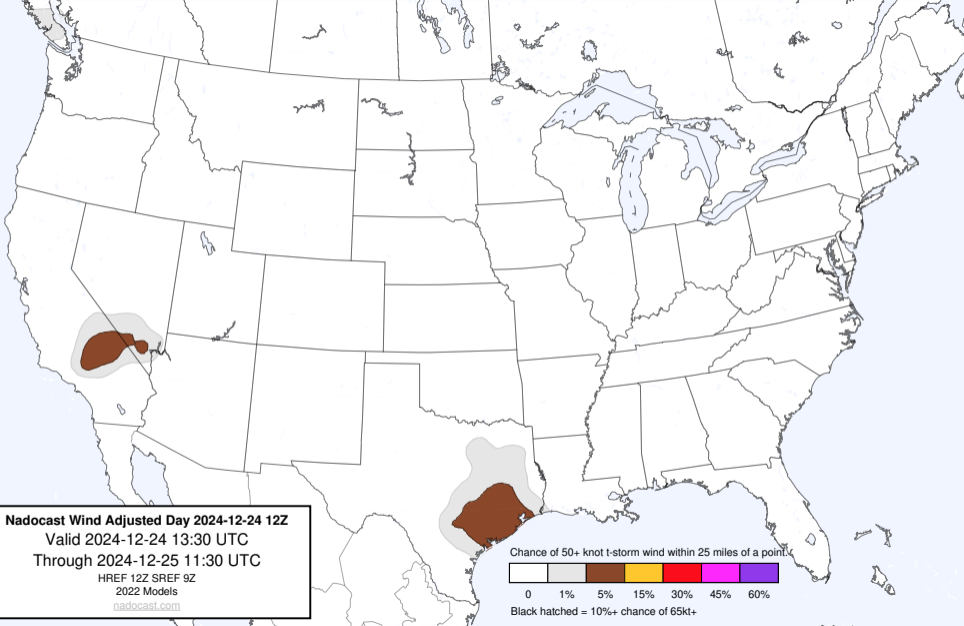 Nadocast Wind Adjusted Day 2024-12-24 12Z
Valid 2024-12-24 13:30 UTC
Through 2024-12-25 11:30 UTC
HREF 12Z SREF 9Z
2022 Models
nadocast.com
Chance of 50+ knot t-storm wind within 25 miles of a point.
0 1% 5% 15% 30% 45% 60%
Black hatched = 10%+ chance of 65kt+